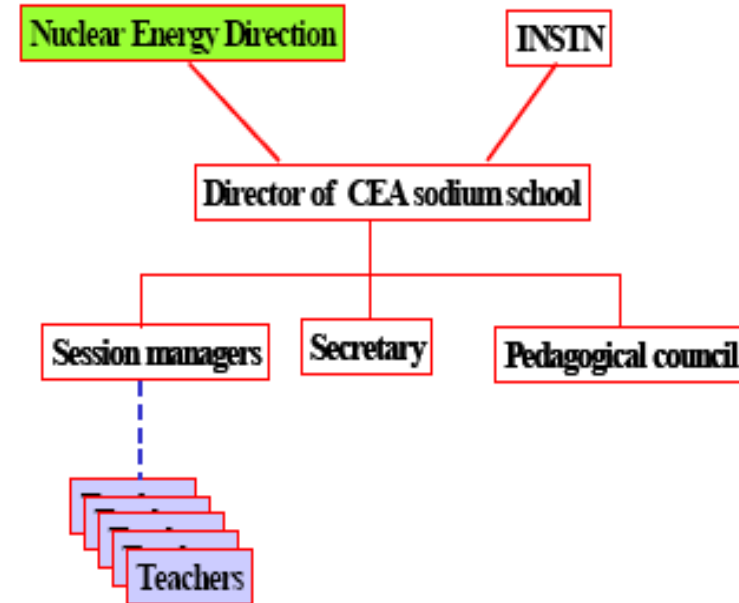 Nuclear Energy Direction
INSTN
Director of CEA sodium school
Session managers
Secretary
Pedagogical council
Teachers